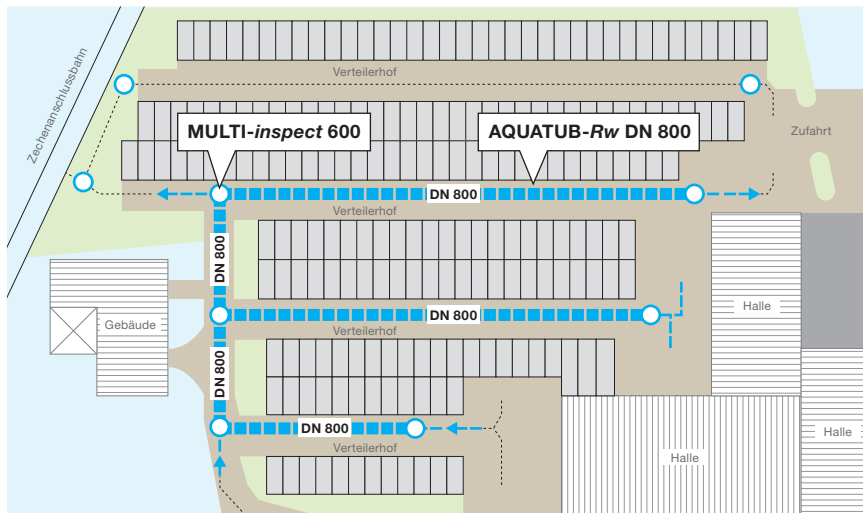 Zechenanschlussbahn
Verteilerhof
MULTI-inspect 600
AQUATUB-Rw DN 800
Zufahrt
DN 800
Verteilerhof
DN 800
Gebäude
DN 800
Verteilerhof
Halle
DN 800
DN 800
Verteilerhof
Halle
Halle